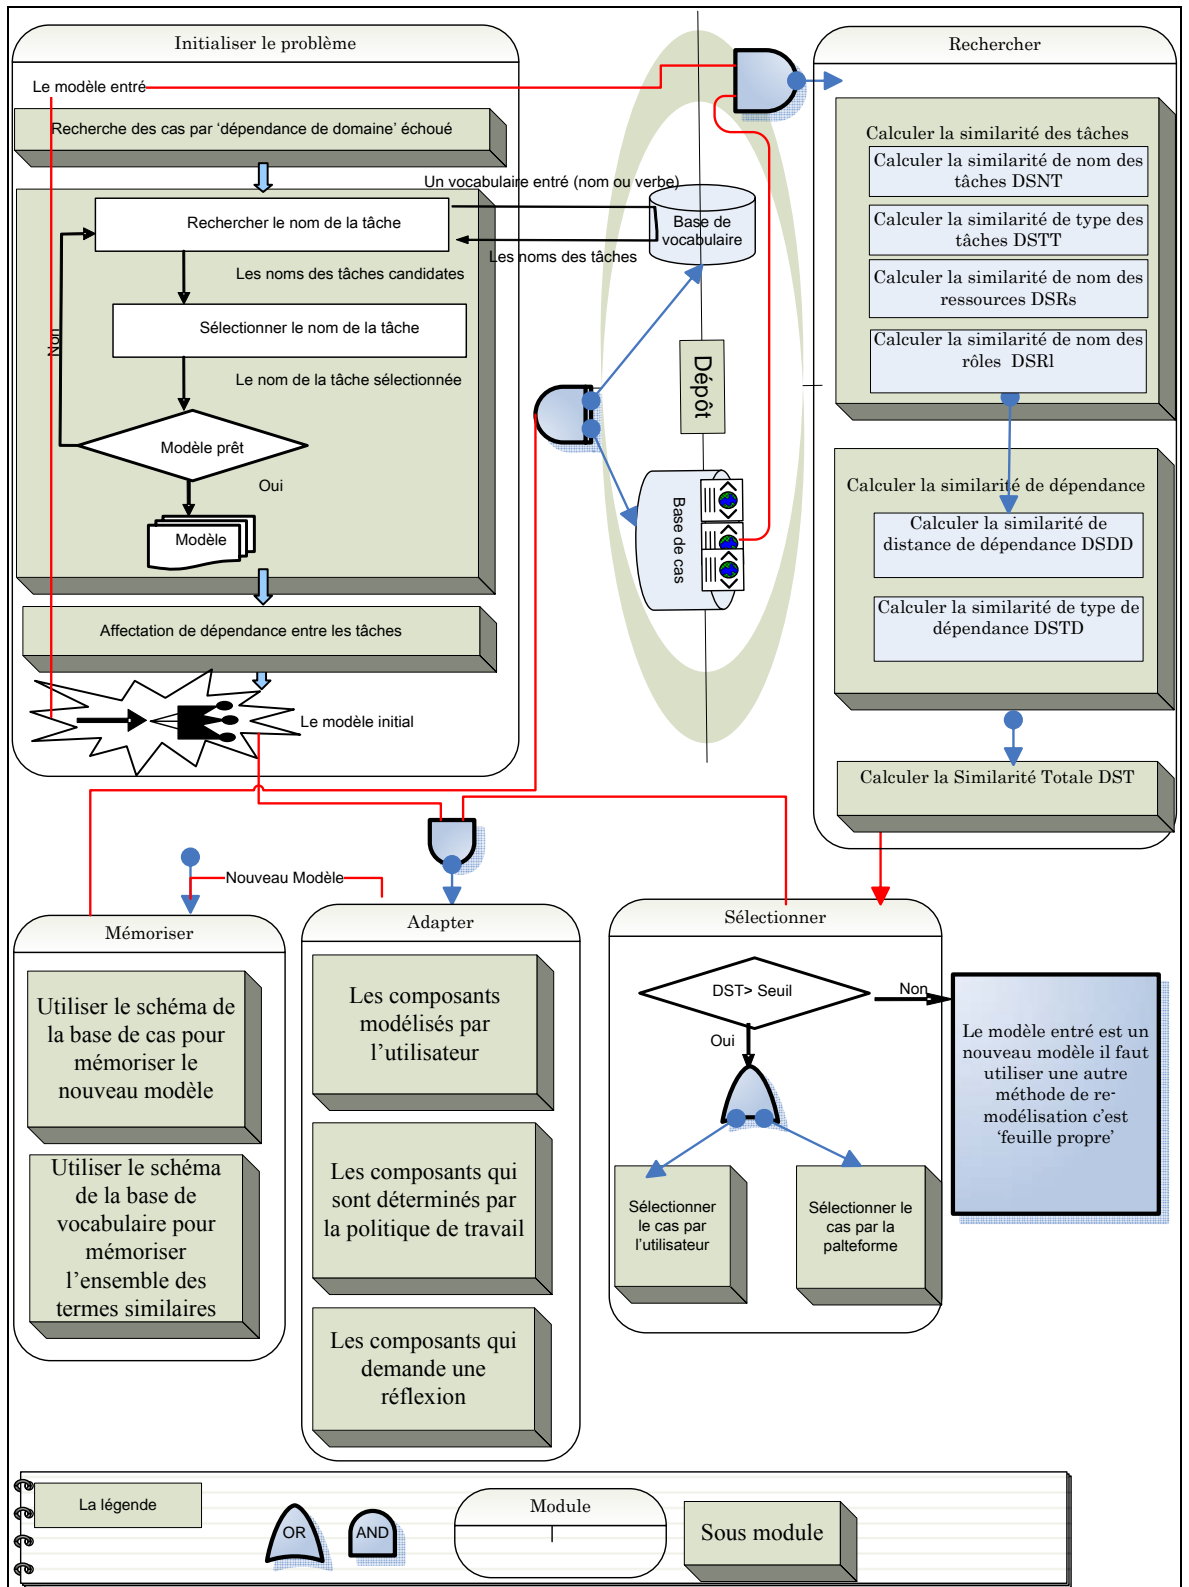 Initialiser le problème
Le modèle entré
Recherche des cas par ‘dépendance de domaine’ échoué
Rechercher le nom de la tâche
Un vocabulaire entré (nom ou verbe)
Les noms des tâches
Base de
vocabulaire
Les noms des tâches candidates
Sélectionner le nom de la tâche
Non
Le nom de la tâche sélectionnée
Modèle prêt
Oui
Modèle
Affectation de dépendance entre les tâches
Le modèle initial
Dépôt
Base de cas
Rechercher
Calculer la similarité des tâches
Calculer la similarité de nom des
tâches DSNT
Calculer la similarité de type des
tâches DSTT
Calculer la similarité de nom des
ressources DSRs
Calculer la similarité de nom des
rôles DSRl
Calculer la similarité de dépendance
Calculer la similarité de
distance de dépendance DSDD
Calculer la similarité de type de
dépendance DSTD
Calculer la Similarité Totale DST
Nouveau Modèle
Mémoriser
Utiliser le schéma de
la base de cas pour
mémoriser le
nouveau modèle
Utiliser le schéma
de la base de
vocabulaire pour
mémoriser
l’ensemble des
termes similaires
Adapter
Les composants
modélisés par
l’utilisateur
Les composants qui
sont déterminés par
la politique de travail
Les composants qui
demande une
réflexion
Sélectionner
DST> Seuil
Non
Oui
Sélectionner
le cas par
l’utilisateur
Sélectionner le
cas par la
palteforme
Le modèle entré est un
nouveau modèle il faut
utiliser une autre
méthode de re-
modélisation c’est
‘feuille propre’
La légende
OR
AND
Module
Sous module